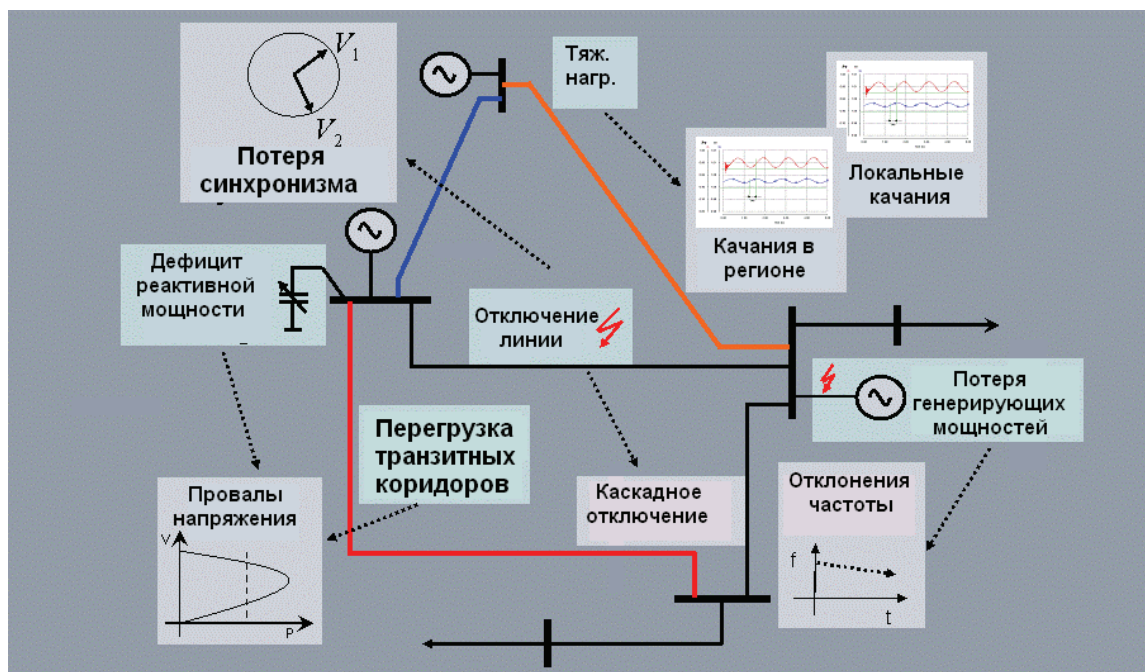 V1
V2
Потеря
синхронизма
Тяж.
нагр.
Локальные
качания
Качания в
регионе
Дефицит
реактивной
мощности
Отключение
линии
Потеря
генерирующих
мощностей
Перегрузка
транзитных
коридоров
Провалы
напряжения
V
P
Каскадное
отключение
Отклонения
частоты
f
t